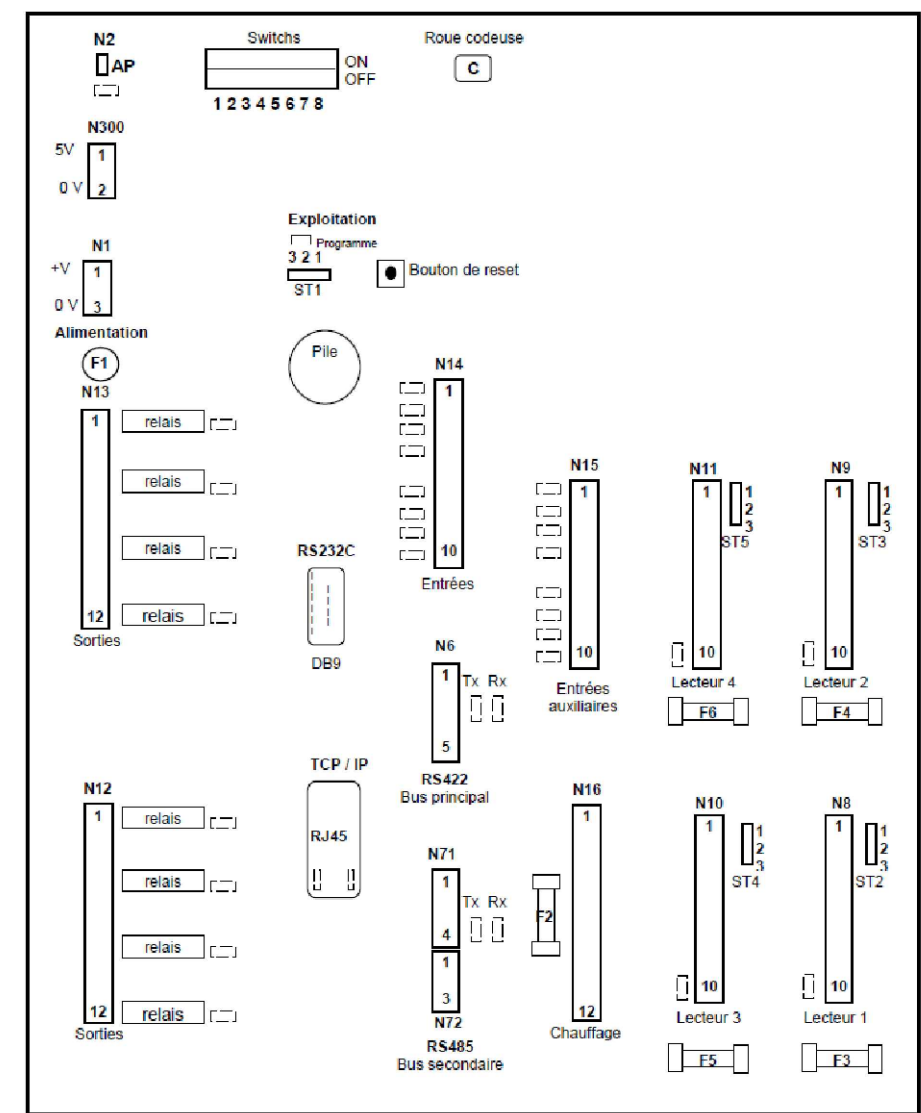 N2
AP
Switchs
ON
OFF
1 2 3 4 5 6 7 8
Roue codeuse
C
N300
5V
1
0 V
2
N1
+V
1
0 V
3
Alimentation
F1
Exploitation
Programme
3 2 1
ST1
Bouton de reset
Pile
N13
1
relais
relais
relais
12
relais
Sorties
RS232C
DB9
N14
1
10
Entrées
N15
1
10
Entrées
auxiliaires
N11
1
1
2
3
ST5
10
Lecteur 4
F6
N9
1
1
2
3
ST3
10
Lecteur 2
F4
N6
1
Tx Rx
5
RS422
Bus principal
TCP / IP
RJ45
N12
1
relais
relais
relais
12
relais
Sorties
N71
1
Tx Rx
4
1
3
N72
RS485
Bus secondaire
F2
N16
1
12
Chauffage
N10
1
1
2
3
ST4
10
Lecteur 3
F5
N8
1
1
2
3
ST2
10
Lecteur 1
F3